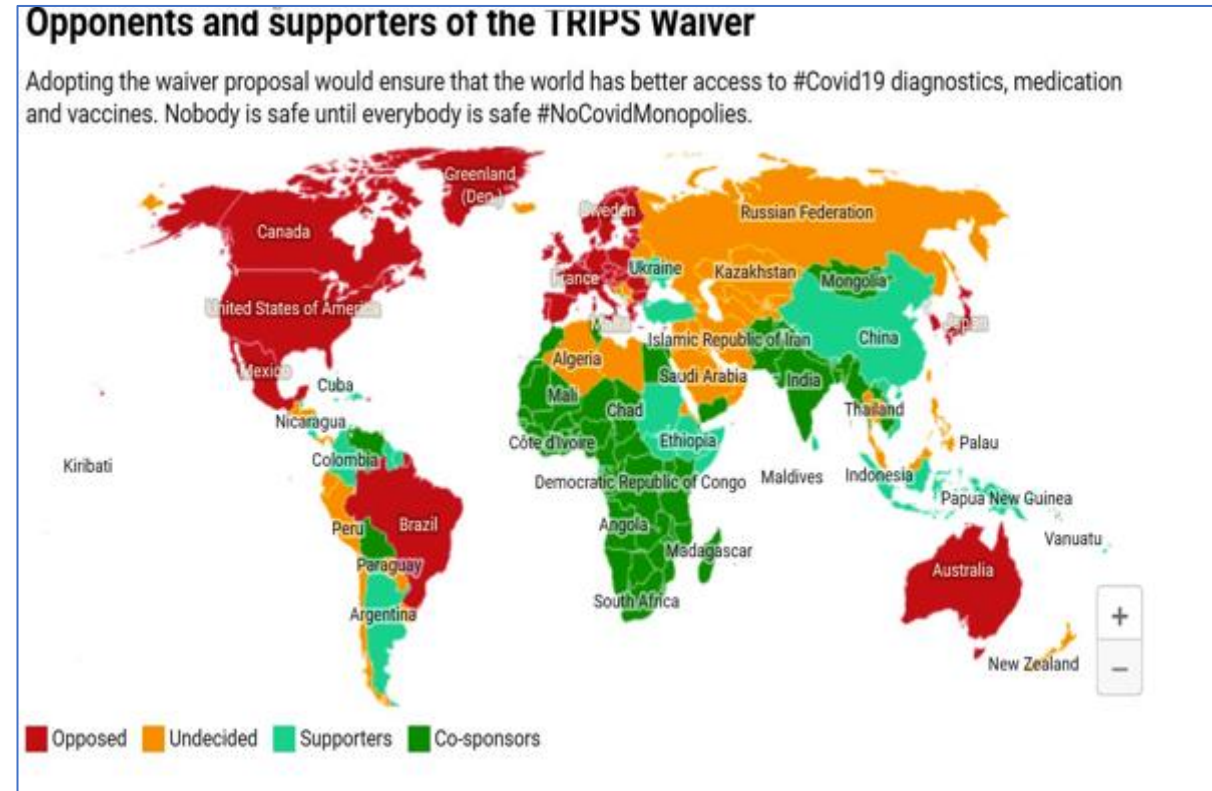 Opponents and supporters of the TRIPS Waiver
Adopting the waiver proposal would ensure that the world has better access to #Covid19 diagnostics, medication
and vaccines. Nobody is safe until everybody is safe #NoCovidMonopolies.
Greenland
(Den.)
Sweden
Russian Federation
Canada
Ukraine
Kazakhstan
France
Mongolia
United States of America
Malta
Japan
Islamic Republic of Iran
China
Algeria
Mexico
Saudi Arabia
India
Cuba
Mali
Chad
Thailand
Nicaragua
Côte d'Ivoire
Ethiopia
Palau
Kiribati
Colombia
Democratic Republic of Congo
Maldives
Indonesia
Papua New Guinea
Peru
Brazil
Angola
Vanuatu
Madagascar
Paraguay
Australia
South Africa
Argentina
+
New Zealand
−
Opposed Undecided Supporters Co-sponsors